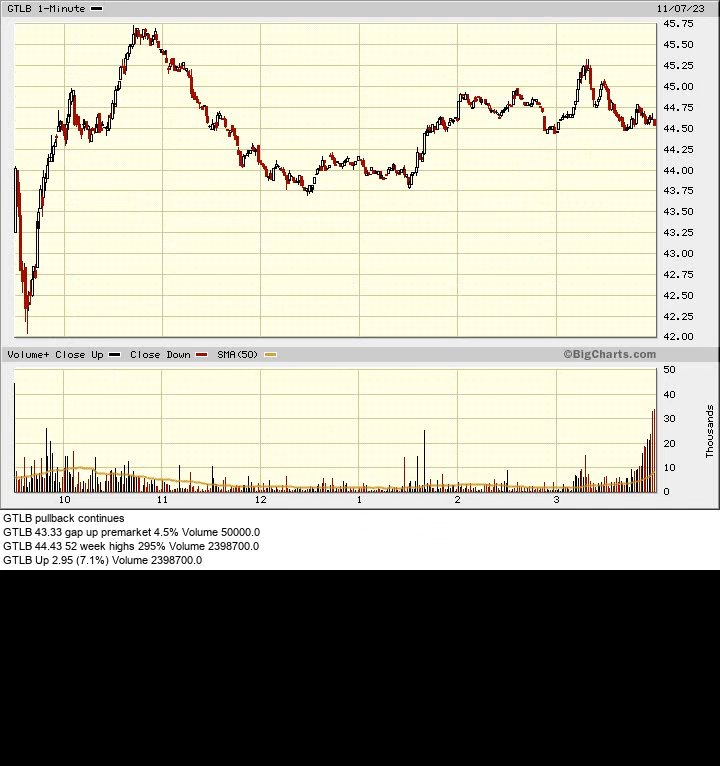 GTLB 1-Minute 11/07/23
45.75
45.50
45.25
45.00
44.75
44.50
44.25
44.00
43.75
43.50
43.25
43.00
42.75
42.50
42.25
42.00
Volume+ Close Up Close Down SMA(50) ©BigCharts.com
50
40
30
20
10
0
Thousands
10 11 12 1 2 3
GTLB pullback continues
GTLB 43.33 gap up premarket 4.5% Volume 50000.0
GTLB 44.43 52 week highs 295% Volume 2398700.0
GTLB Up 2.95 (7.1%) Volume 2398700.0